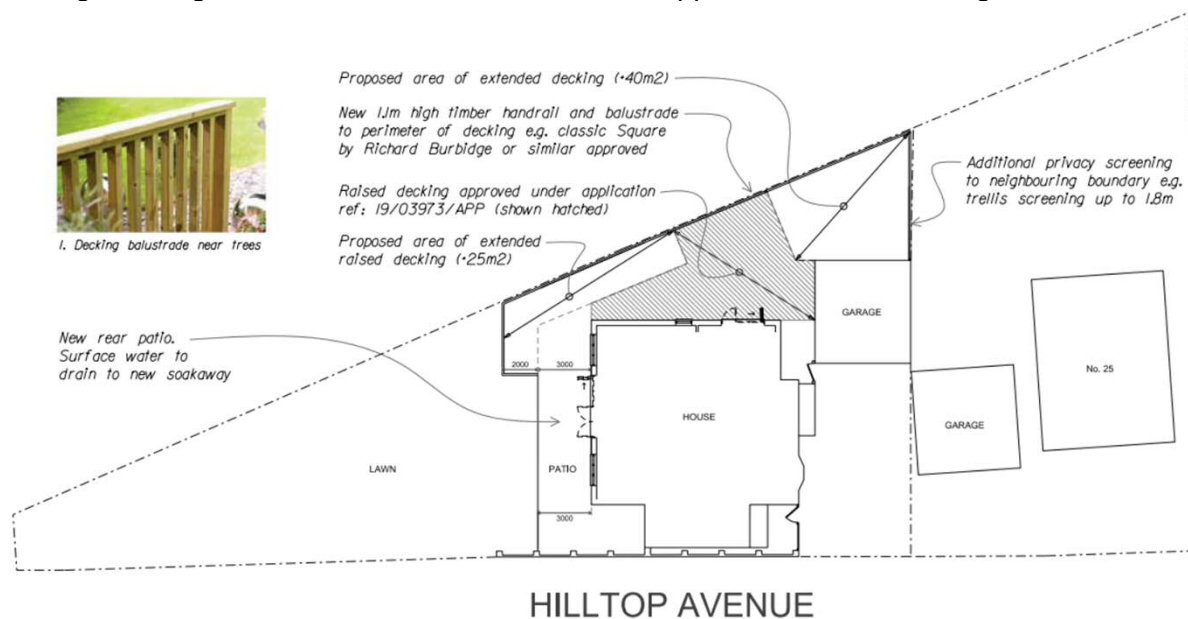 Proposed area of extended decking (·40m2)
New 1.1m high timber handrail and balustrade
to perimeter of decking e.g. classic Square
by Richard Burbidge or similar approved
Raised decking approved under application
ref: 19/03973/APP (shown hatched)
Proposed area of extended
raised decking (·25m2)
1. Decking balustrade near trees
Additional privacy screening
to neighbouring boundary e.g.
trellis screening up to 1.8m
New rear patio.
Surface water to
drain to new soakaway
2000
3000
GARAGE
No. 25
HOUSE
GARAGE
LAWN
PATIO
3000
HILLTOP AVENUE